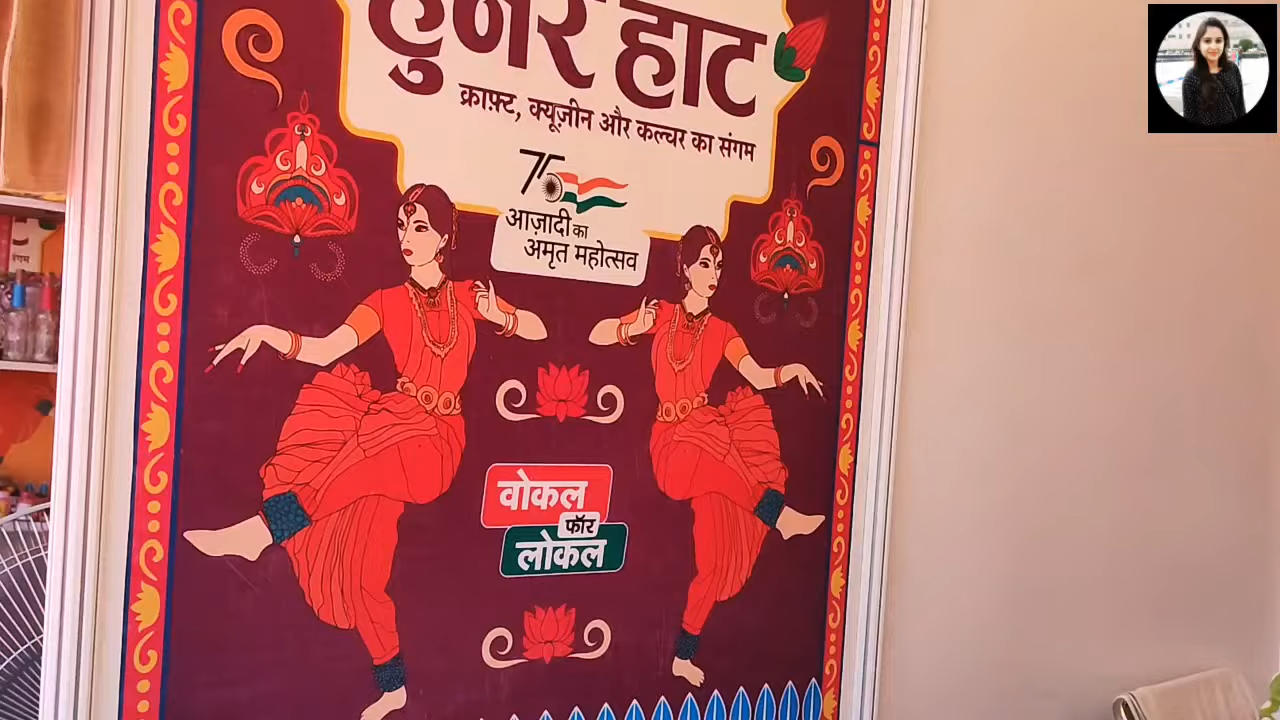 हुनर हाट
क्राफ़्ट, क्यूज़ीन और कल्चर का संगम
75
आज़ादी का
अमृत महोत्सव
वोकल
फॉर
लोकल